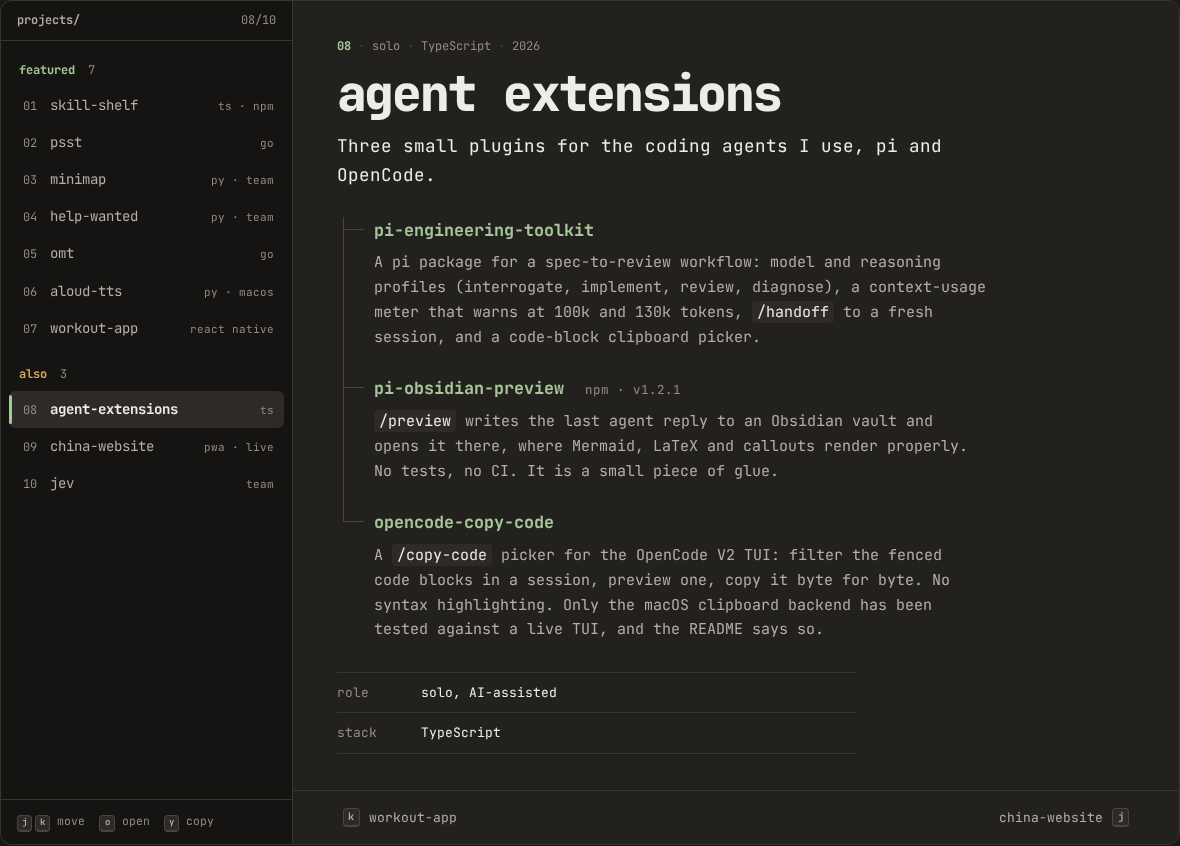 projects/ 08/10
featured 7
01 skill-shelf ts · npm
02 psst go
03 minimap py · team
04 help-wanted py · team
05 omt go
06 aloud-tts py · macos
07 workout-app react native
also 3
08 agent-extensions ts
09 china-website pwa · live
10 jev team
j k move o open y copy
08 · solo · TypeScript · 2026
agent extensions
Three small plugins for the coding agents I use, pi and
OpenCode.
pi-engineering-toolkit
A pi package for a spec-to-review workflow: model and reasoning
profiles (interrogate, implement, review, diagnose), a context-usage
meter that warns at 100k and 130k tokens, /handoff to a fresh
session, and a code-block clipboard picker.
pi-obsidian-preview npm · v1.2.1
/preview writes the last agent reply to an Obsidian vault and
opens it there, where Mermaid, LaTeX and callouts render properly.
No tests, no CI. It is a small piece of glue.
opencode-copy-code
A /copy-code picker for the OpenCode V2 TUI: filter the fenced
code blocks in a session, preview one, copy it byte for byte. No
syntax highlighting. Only the macOS clipboard backend has been
tested against a live TUI, and the README says so.
role solo, AI-assisted
stack TypeScript
k workout-app china-website j